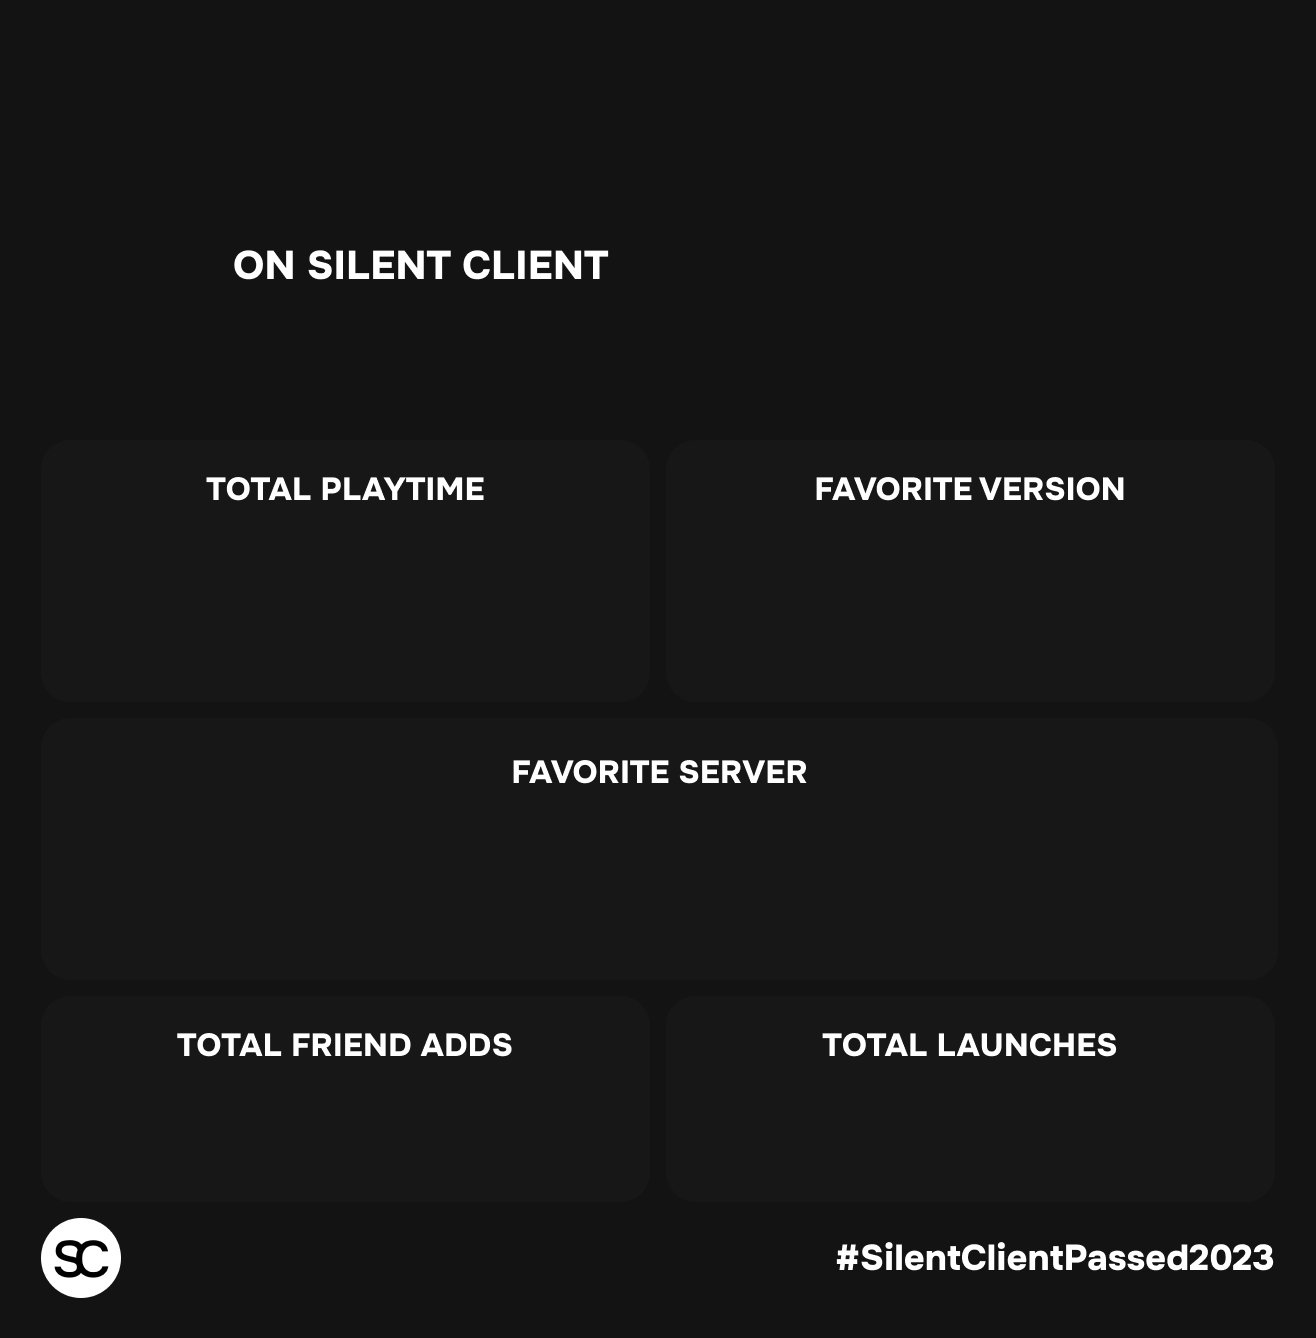 ON SILENT CLIENT
TOTAL PLAYTIME
FAVORITE VERSION
FAVORITE SERVER
TOTAL FRIEND ADDS
TOTAL LAUNCHES
SC
#SilentClientPassed2023